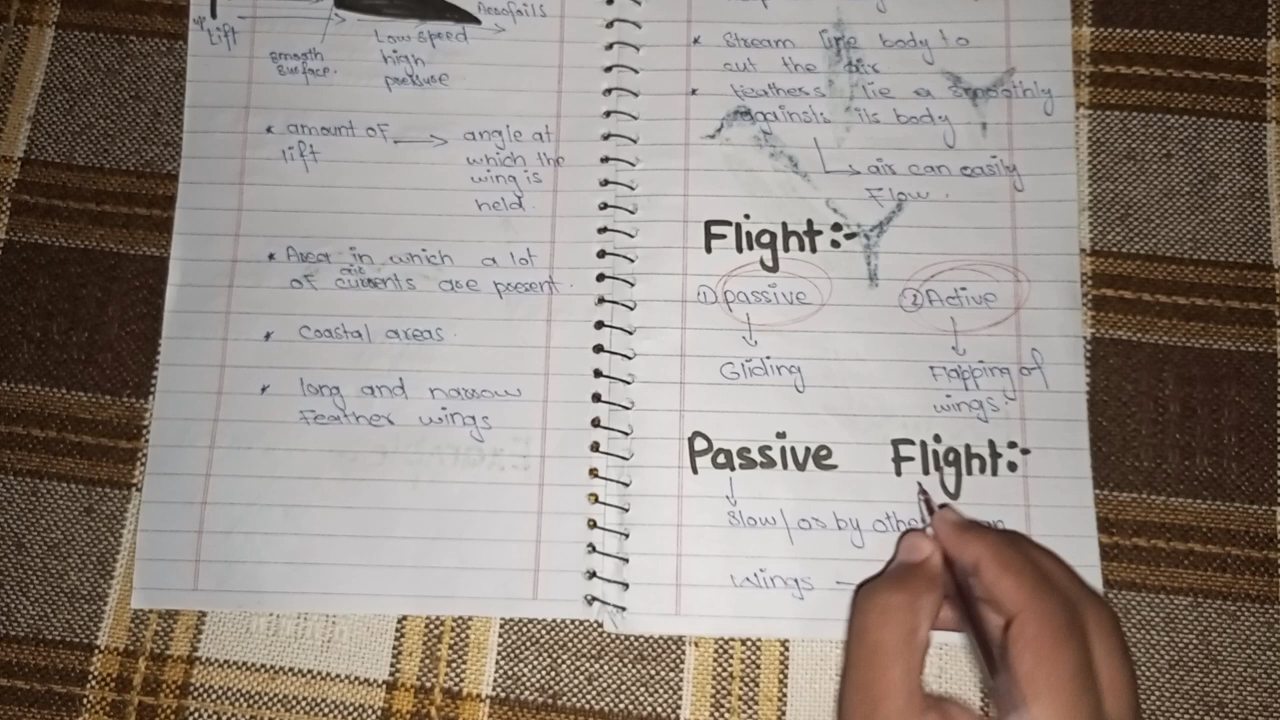 Aerofoils
up
Lift
smooth
surface.
Low speed
high
pressure
* amount of → angle at
lift
which the
wing is
held.
* Area in which a lot
air
of currents are present.
* Coastal areas.
* long and narrow
Feather wings
* Stream line body to
cut the air
* Feathers lie a smoothly
againsts its body
↳ air can easily
Flow.
Flight:-
① passive ② Active
↓ ↓
Gliding Flapping of
wings.
Passive Flight:-
↓
Slow/as by
Wings